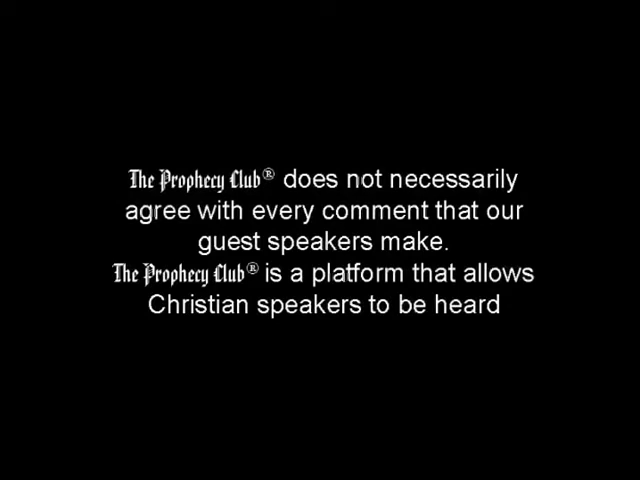 The Prophecy Club® does not necessarily
agree with every comment that our
guest speakers make.
The Prophecy Club® is a platform that allows
Christian speakers to be heard